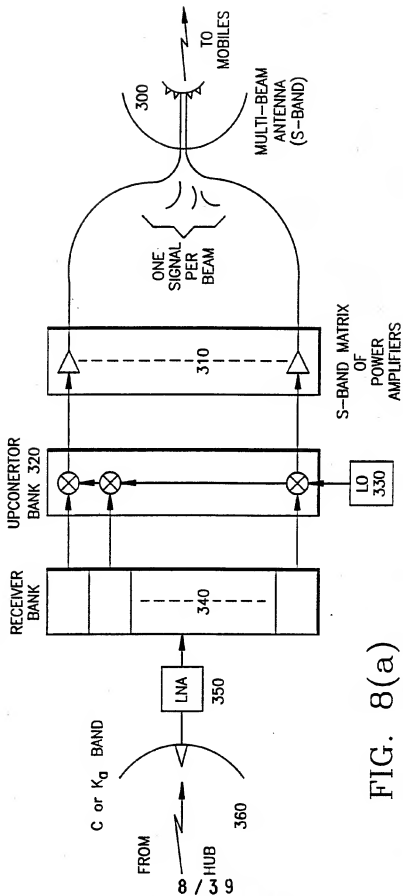 FROM
HUB
C or Ka BAND
360
LNA
350
RECEIVER
BANK
340
UPCONERTOR
BANK 320
LO
330
310
S-BAND MATRIX
OF
POWER
AMPLIFIERS
ONE
SIGNAL
PER
BEAM
300
MULTI-BEAM
ANTENNA
(S-BAND)
TO
MOBILES
FIG. 8(a)
8/39